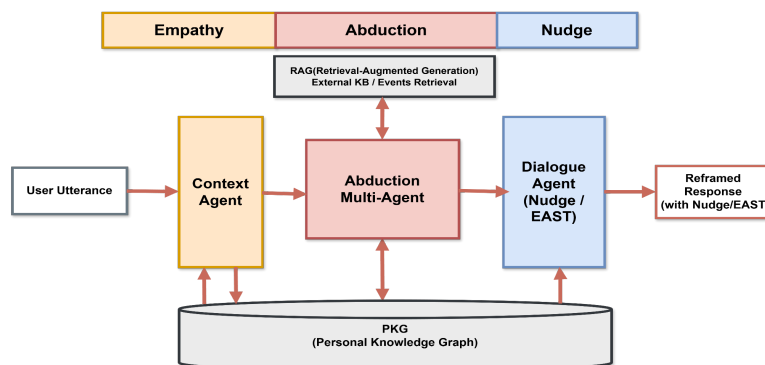 Empathy
Abduction
Nudge
RAG(Retrieval-Augmented Generation)
External KB / Events Retrieval
User Utterance
Context
Agent
Abduction
Multi-Agent
Dialogue
Agent
(Nudge /
EAST)
Reframed
Response
(with Nudge/EAST
PKG
(Personal Knowledge Graph)